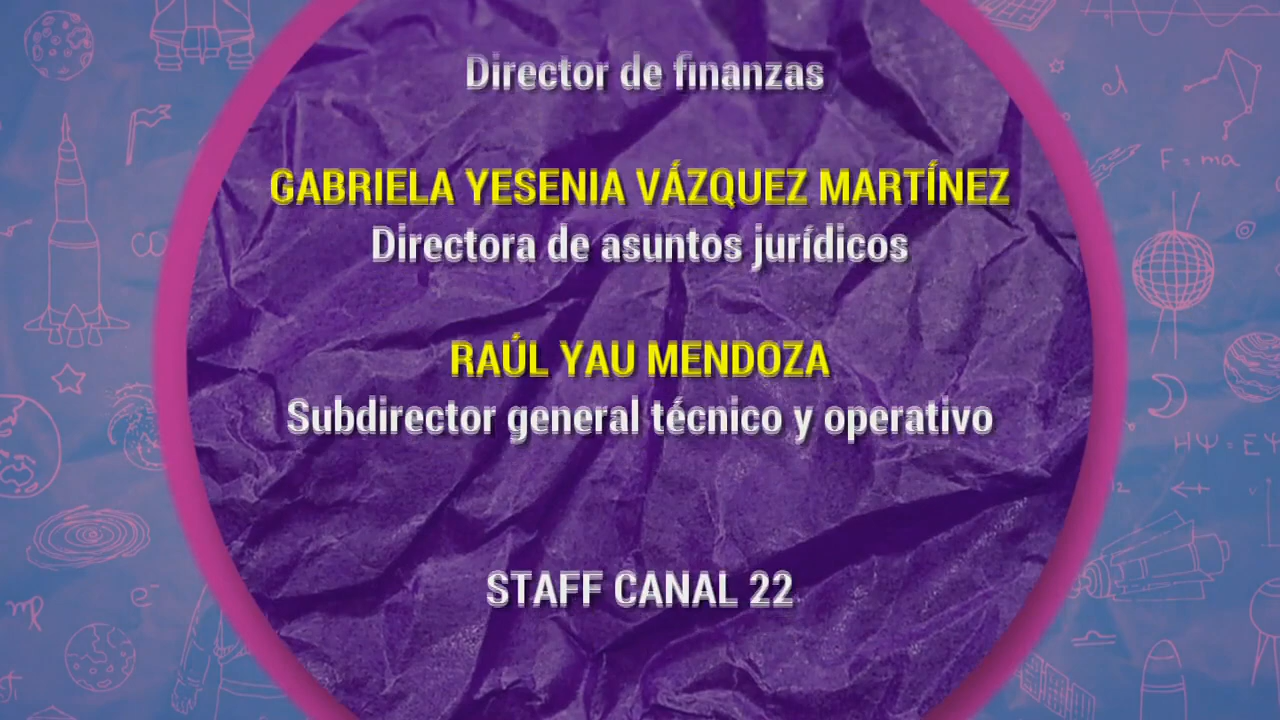 Director de finanzas
GABRIELA YESENIA VÁZQUEZ MARTÍNEZ
Directora de asuntos jurídicos
RAÚL YAU MENDOZA
Subdirector general técnico y operativo
STAFF CANAL 22
F = ma